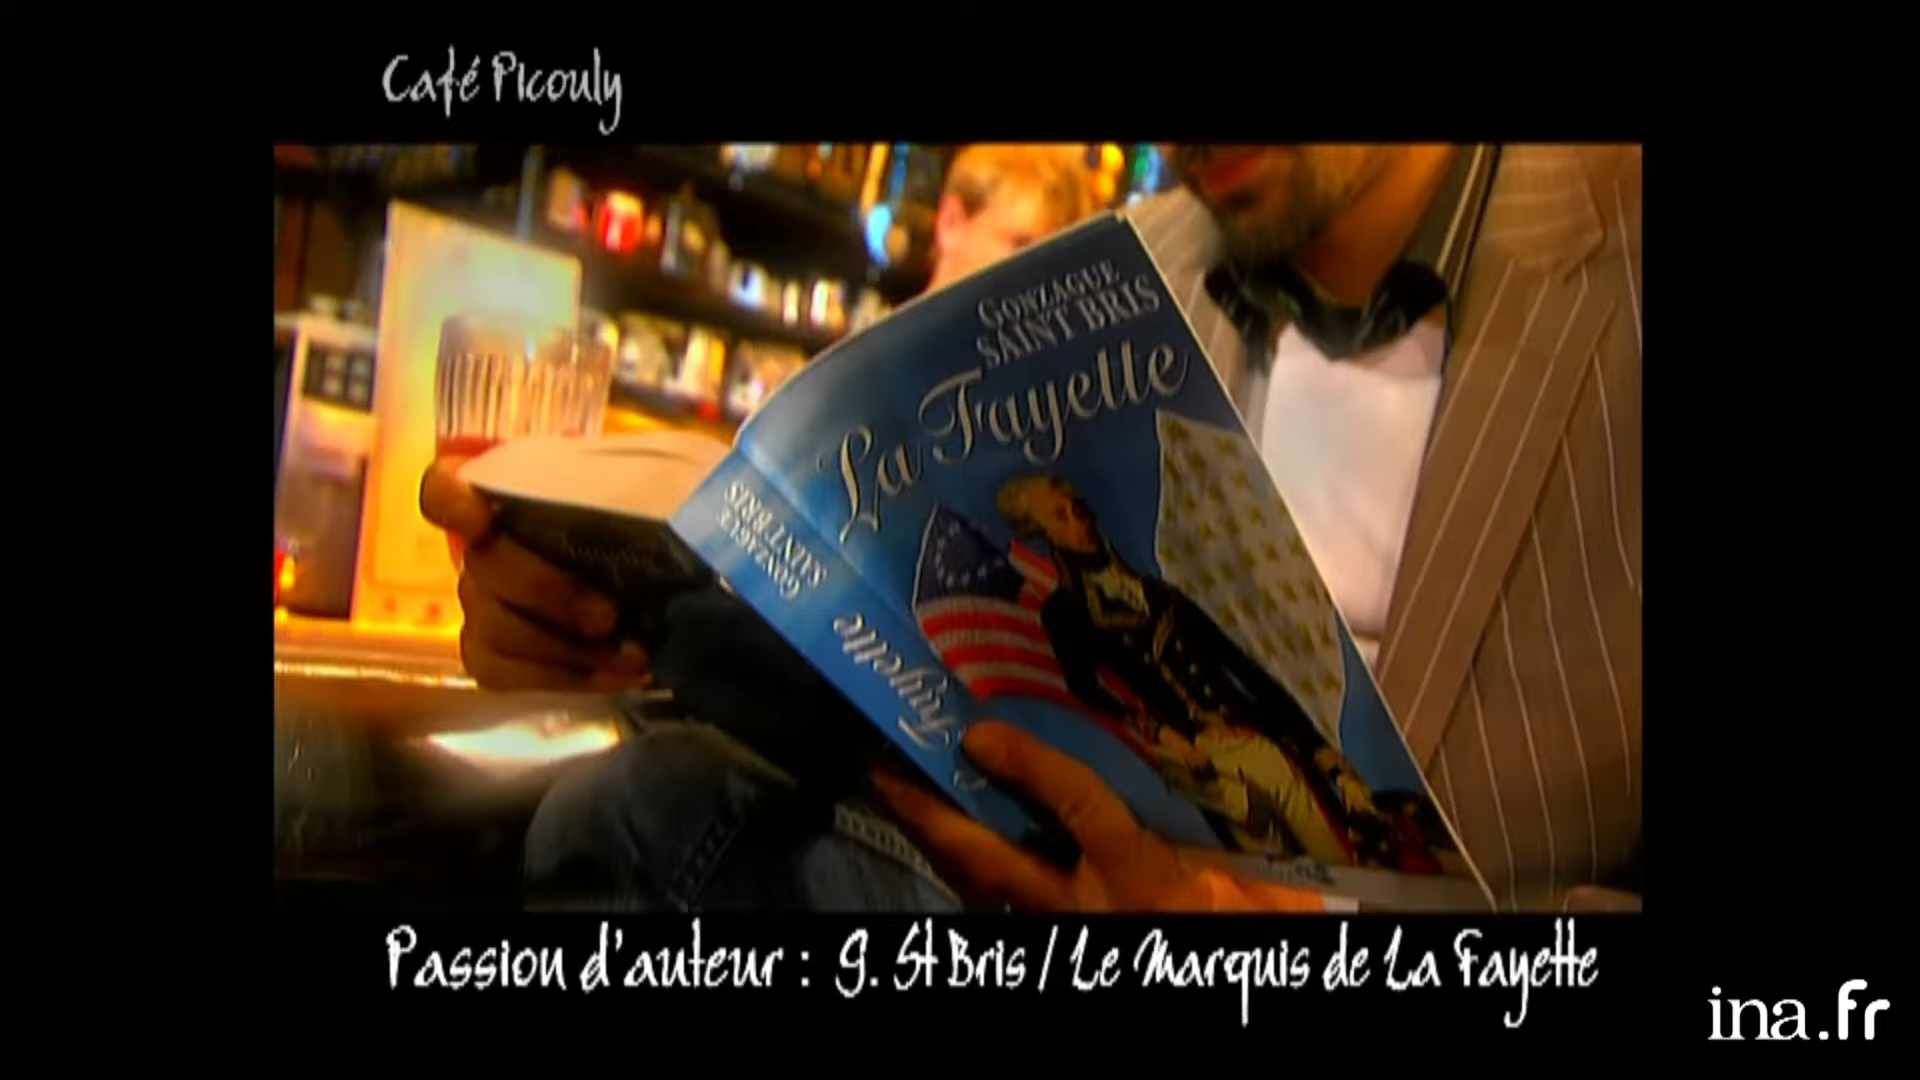 Café Picouly
GONZAGUE
SAINT BRIS
La Fayette
GONZAGUE
SAINT BRIS
La Fayette
Passion d'auteur : G. St Bris / Le Marquis de La Fayette
ina.fr